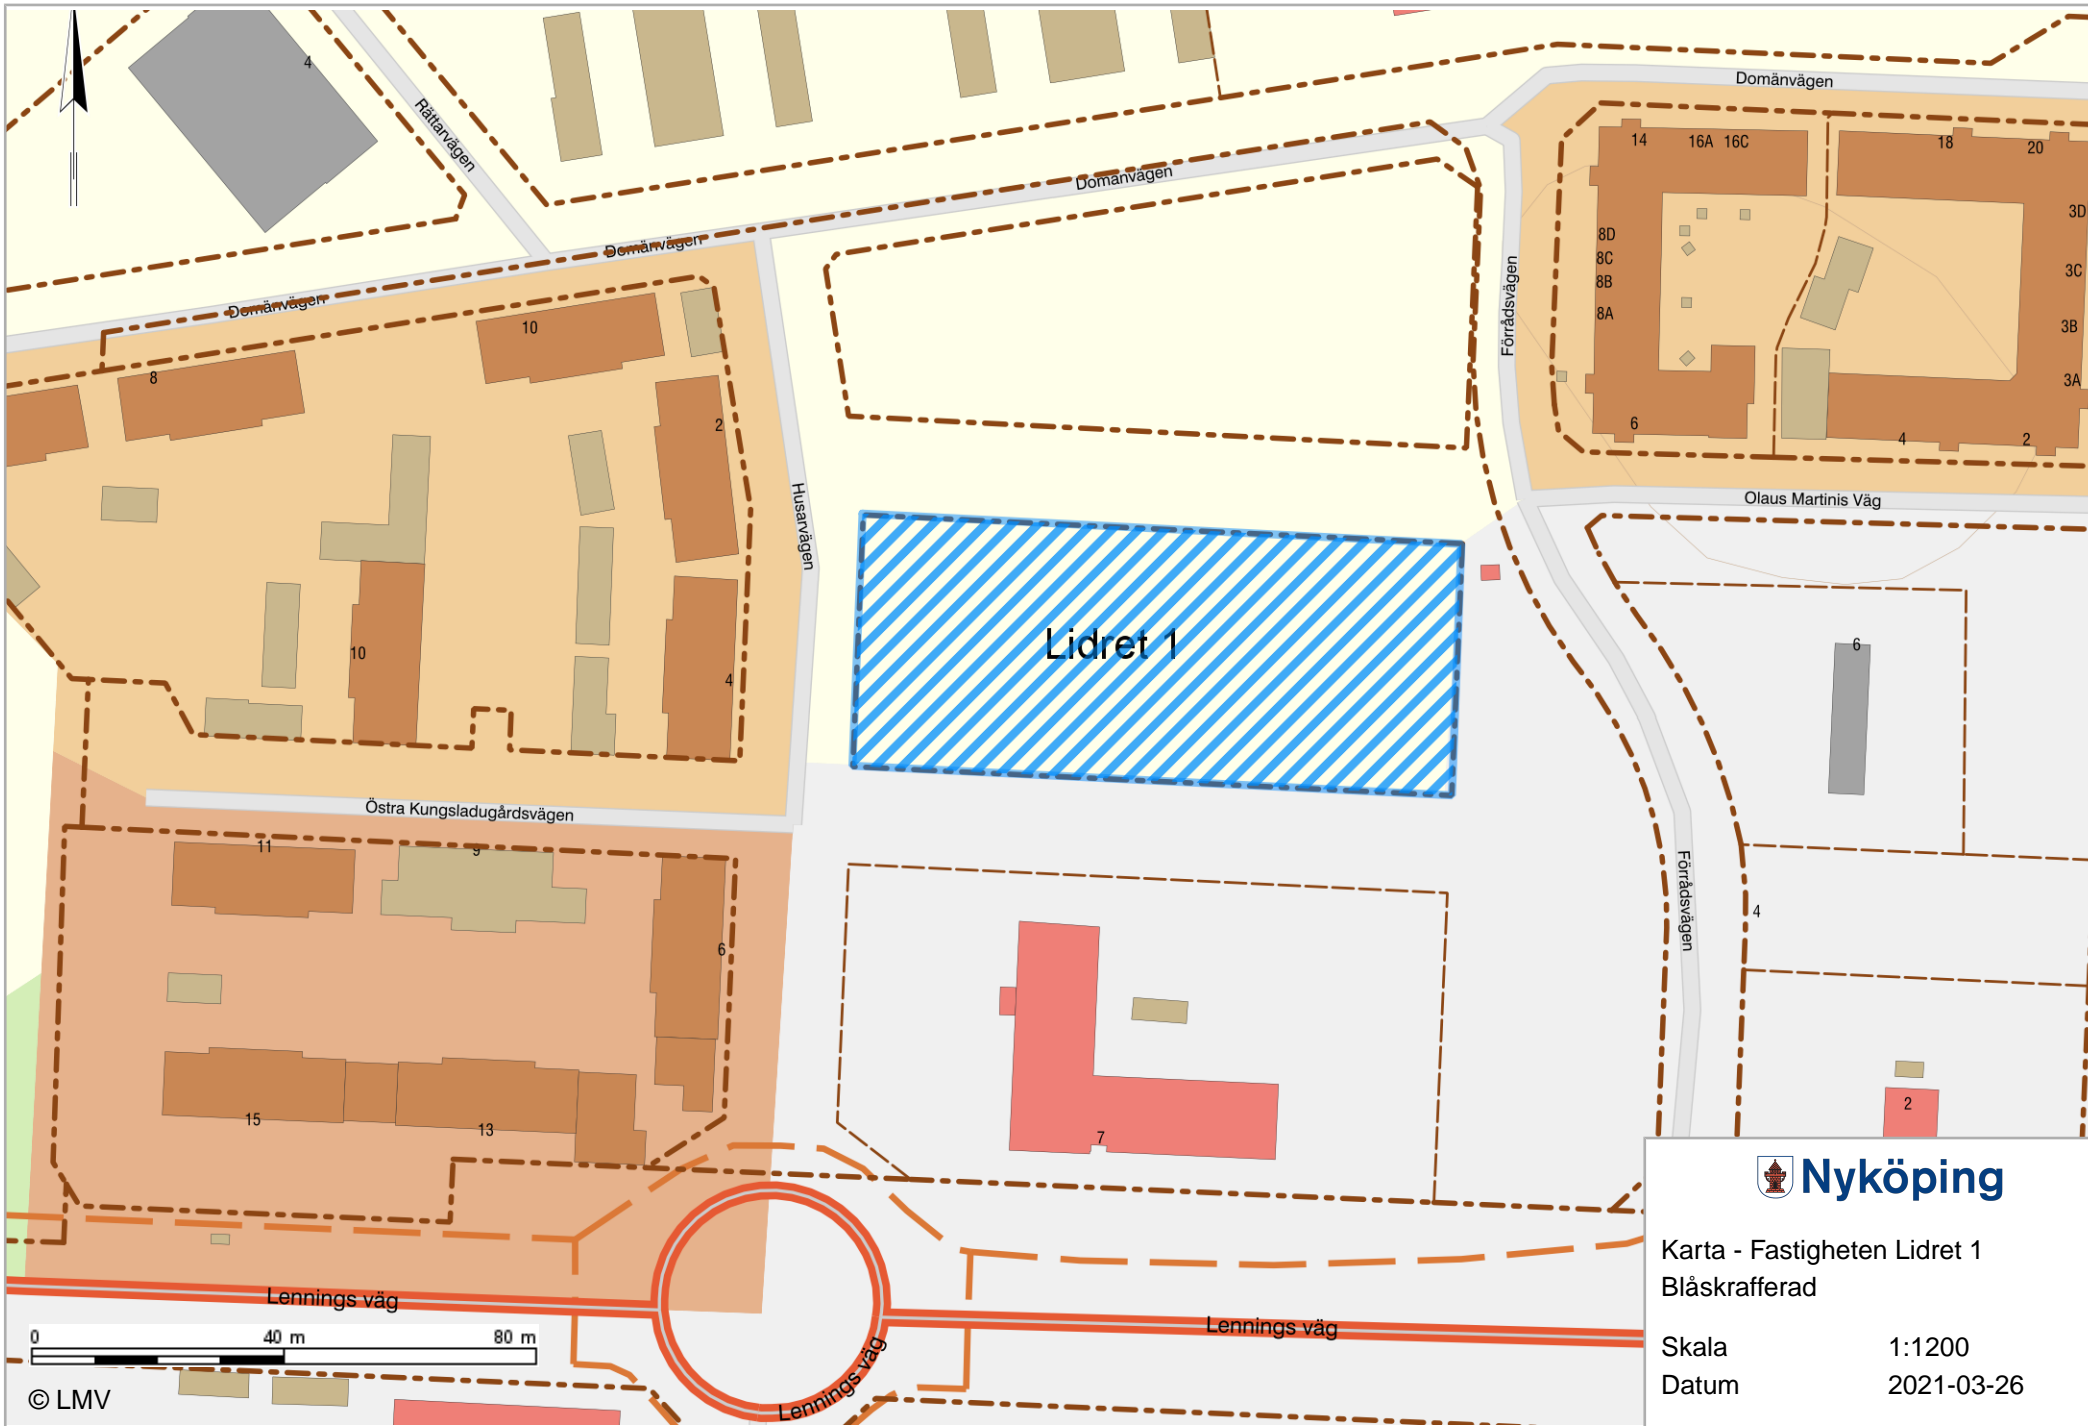 4
Rättarvägen
Domänvägen
Domänvägen
Domänvägen
Domänvägen
14
16A
16C
18
20
3D
3C
3B
3A
8D
8C
8B
8A
6
4
2
Förrådsvägen
Olaus Martinis Väg
8
10
2
Husarvägen
10
4
Lidret 1
6
Östra Kungsladugårdsvägen
11
9
6
15
13
7
Förrådsvägen
4
2
Lennings väg
Lennings väg
Lennings väg
0 40 m 80 m
© LMV
Nyköping
Karta - Fastigheten Lidret 1
Blåskrafferad
Skala 1:1200
Datum 2021-03-26